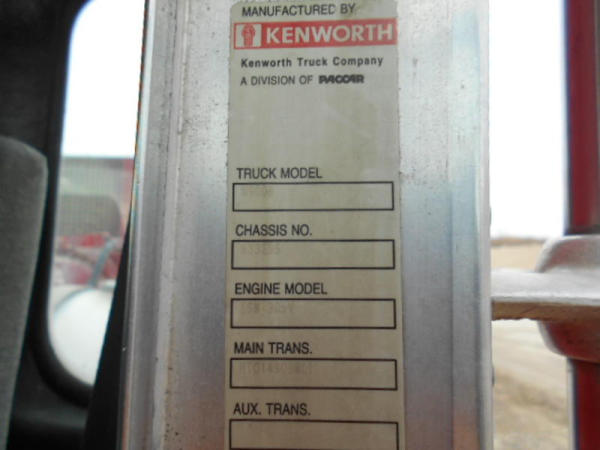 MANUFACTURED BY
KENWORTH
Kenworth Truck Company
A DIVISION OF PACCAR
TRUCK MODEL
CHASSIS NO.
ENGINE MODEL
MAIN TRANS.
AUX. TRANS.